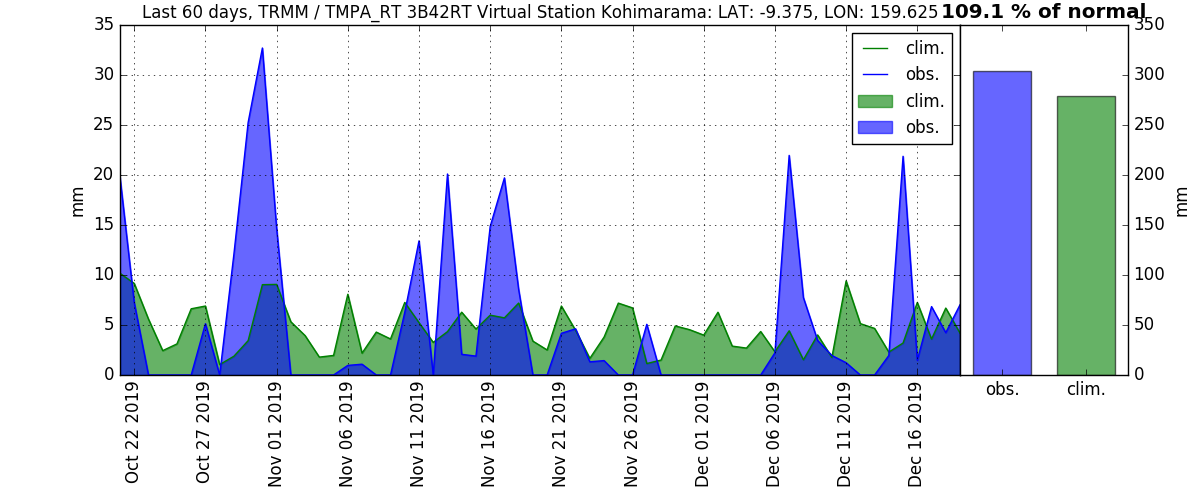 Last 60 days, TRMM / TMPA_RT 3B42RT Virtual Station Kohimarama: LAT: -9.375, LON: 159.625
109.1 % of normal
35
30
25
20
15
10
5
0
mm
clim.
obs.
clim.
obs.
350
300
250
200
150
100
50
0
mm
Oct 22 2019
Oct 27 2019
Nov 01 2019
Nov 06 2019
Nov 11 2019
Nov 16 2019
Nov 21 2019
Nov 26 2019
Dec 01 2019
Dec 06 2019
Dec 11 2019
Dec 16 2019
obs.
clim.